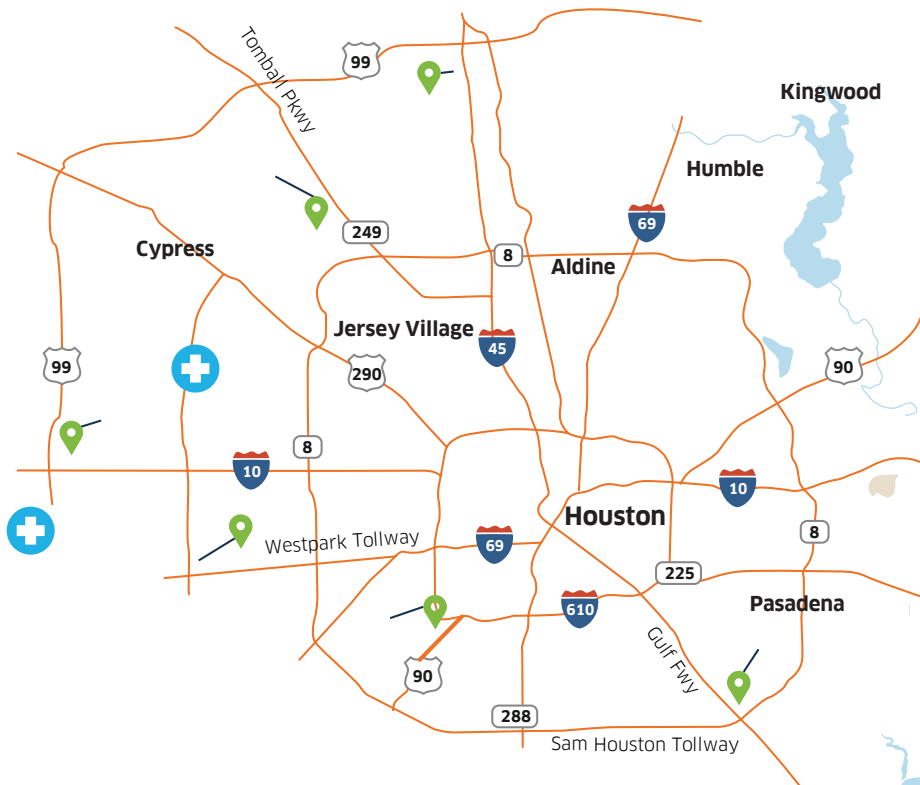 Tomball Pkwy
99
Kingwood
Humble
69
249
Cypress
8
Aldine
Jersey Village
45
99
290
90
8
10
10
Houston
Westpark Tollway
69
8
225
610
Pasadena
Gulf Fwy
90
288
Sam Houston Tollway